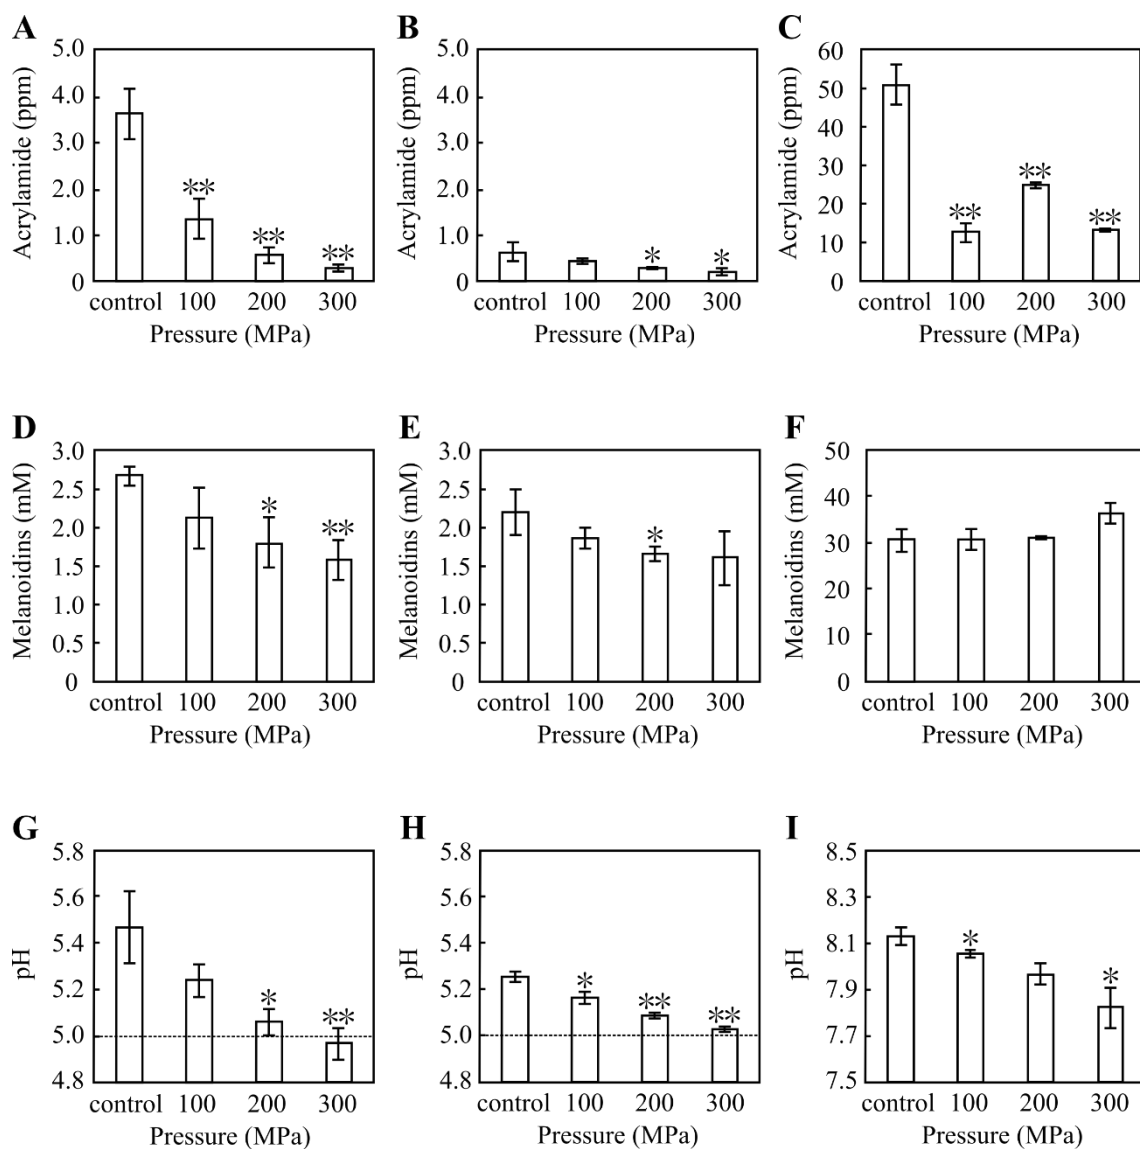 A
5.0
4.0
3.0
2.0
1.0
0
Acrylamide (ppm)
**
**
**
control 100 200 300
Pressure (MPa)
B
5.0
4.0
3.0
2.0
1.0
0
Acrylamide (ppm)
*
*
control 100 200 300
Pressure (MPa)
C
60
50
40
30
20
10
0
Acrylamide (ppm)
**
**
**
control 100 200 300
Pressure (MPa)
D
3.0
2.5
2.0
1.5
1.0
0.5
0
Melanoidins (mM)
*
**
control 100 200 300
Pressure (MPa)
E
3.0
2.5
2.0
1.5
1.0
0.5
0
Melanoidins (mM)
*
control 100 200 300
Pressure (MPa)
F
50
40
30
20
10
0
Melanoidins (mM)
control 100 200 300
Pressure (MPa)
G
5.8
5.6
5.4
5.2
5.0
4.8
pH
*
**
control 100 200 300
Pressure (MPa)
H
5.8
5.6
5.4
5.2
5.0
4.8
pH
*
**
**
control 100 200 300
Pressure (MPa)
I
8.5
8.3
8.1
7.9
7.7
7.5
pH
*
*
control 100 200 300
Pressure (MPa)